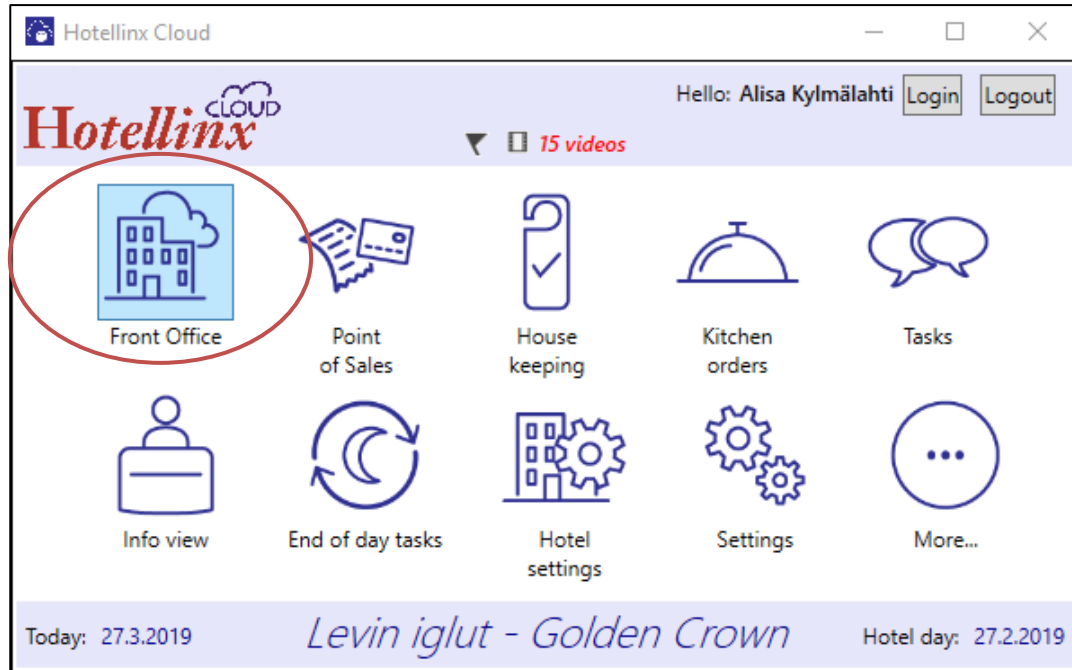 Hotellinx Cloud
Hello: Alisa Kylmälahti Login Logout
CLOUD
Hotellinx
15 videos
Front Office
Point
of Sales
House
keeping
Kitchen
orders
Tasks
Info view
End of day tasks
Hotel
settings
Settings
More...
Today: 27.3.2019
Levin iglut - Golden Crown
Hotel day: 27.2.2019